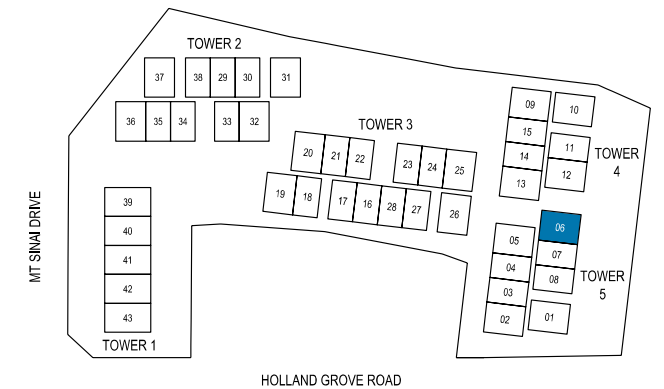 TOWER 2
37 38 29 30 31
36 35 34 33 32
TOWER 3
20 21 22 23 24 25
19 18 17 16 28 27 26
09 10
15 11
14 12
13
TOWER
4
39
40
41
42
43
TOWER 1
06
05 07
04 08
03
02 01
TOWER
5
MT SINAI DRIVE
HOLLAND GROVE ROAD